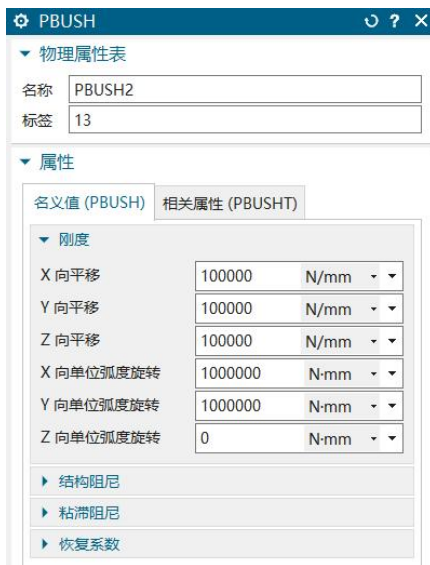 PBUSH
物理属性表
名称 PBUSH2
标签 13
属性
名义值 (PBUSH) 相关属性 (PBUSHT)
刚度
X 向平移 100000 N/mm
Y 向平移 100000 N/mm
Z 向平移 100000 N/mm
X 向单位弧度旋转 1000000 N·mm
Y 向单位弧度旋转 1000000 N·mm
Z 向单位弧度旋转 0 N·mm
结构阻尼
粘滞阻尼
恢复系数